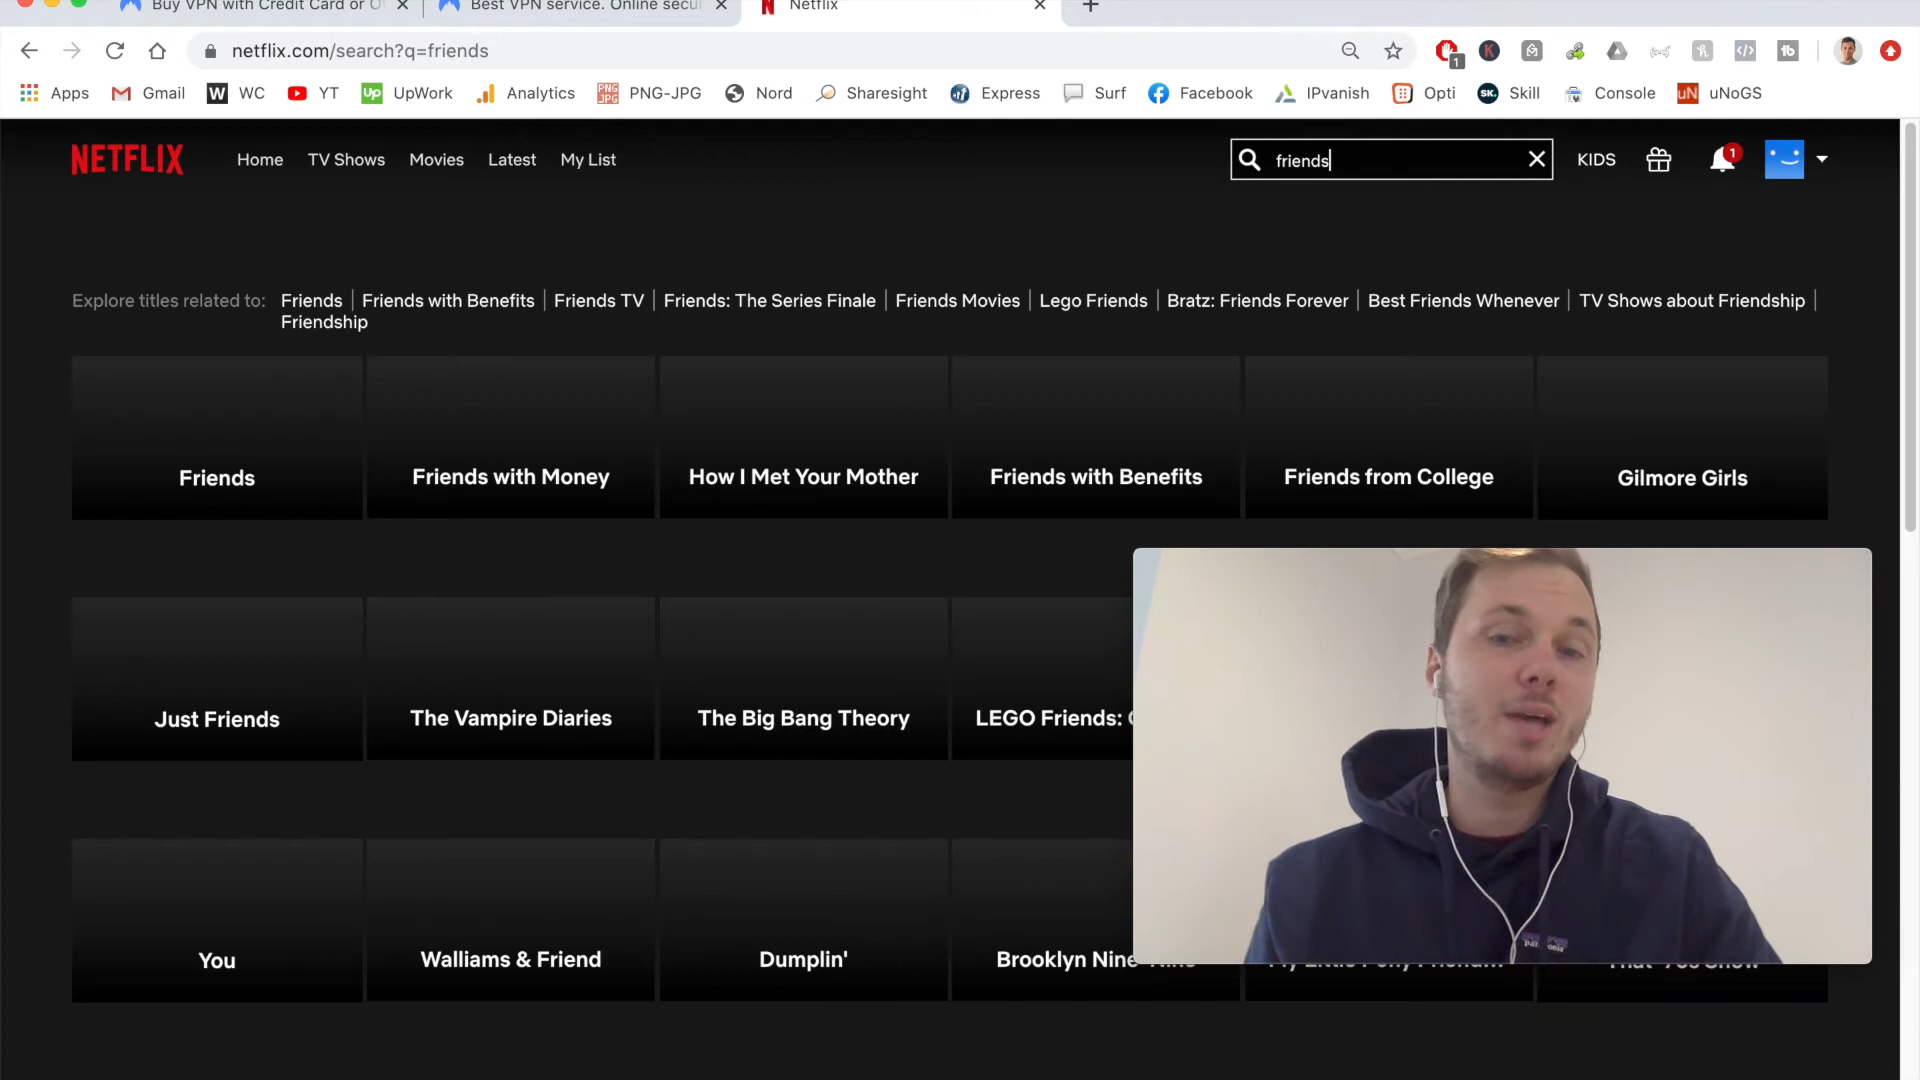 Buy VPN with Credit Card or
Best VPN service. Online secu
Netflix
netflix.com/search?q=friends
1
Apps
Gmail
WC
YT
UpWork
Analytics
PNG-JPG
Nord
Sharesight
Express
Surf
Facebook
IPvanish
Opti
Skill
Console
uNoGS
NETFLIX
Home
TV Shows
Movies
Latest
My List
friends
KIDS
1
Explore titles related to: Friends | Friends with Benefits | Friends TV | Friends: The Series Finale | Friends Movies | Lego Friends | Bratz: Friends Forever | Best Friends Whenever | TV Shows about Friendship |
Friendship
Friends
Friends with Money
How I Met Your Mother
Friends with Benefits
Friends from College
Gilmore Girls
Just Friends
The Vampire Diaries
The Big Bang Theory
LEGO Friends:
You
Walliams & Friend
Dumplin'
Brooklyn Nine-Nine